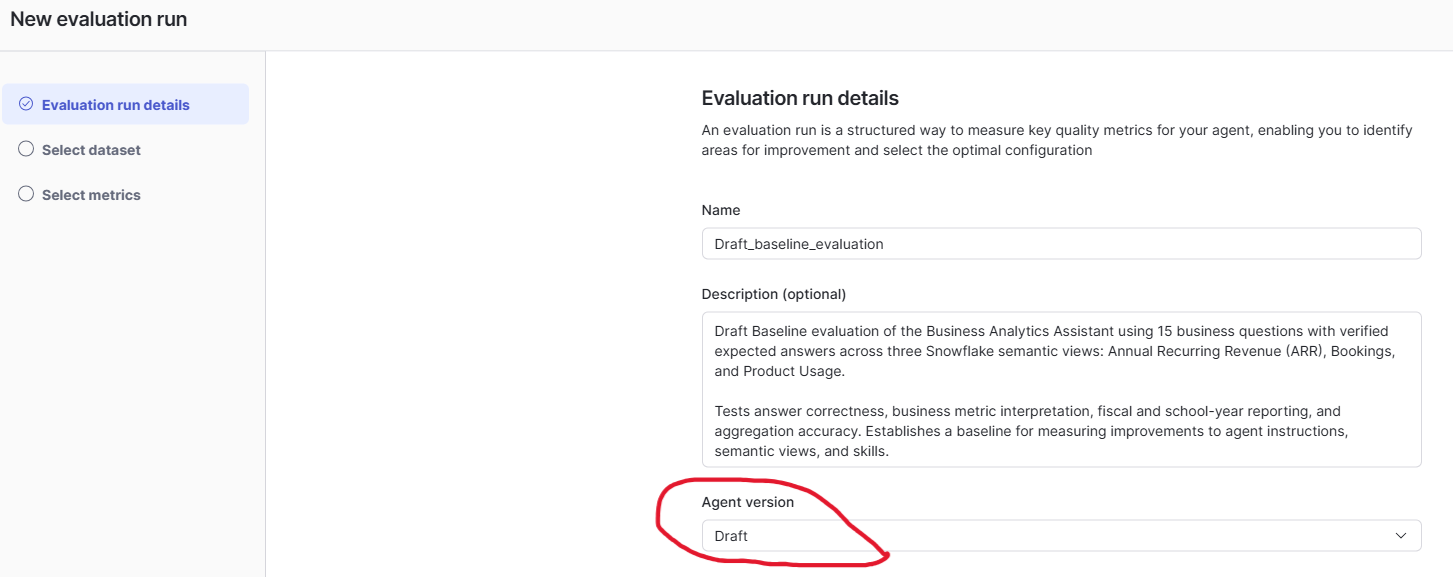 New evaluation run
Evaluation run details
Select dataset
Select metrics
Evaluation run details
An evaluation run is a structured way to measure key quality metrics for your agent, enabling you to identify
areas for improvement and select the optimal configuration
Name
Draft_baseline_evaluation
Description (optional)
Draft Baseline evaluation of the Business Analytics Assistant using 15 business questions with verified
expected answers across three Snowflake semantic views: Annual Recurring Revenue (ARR), Bookings,
and Product Usage.
Tests answer correctness, business metric interpretation, fiscal and school-year reporting, and
aggregation accuracy. Establishes a baseline for measuring improvements to agent instructions,
semantic views, and skills.
Agent version
Draft